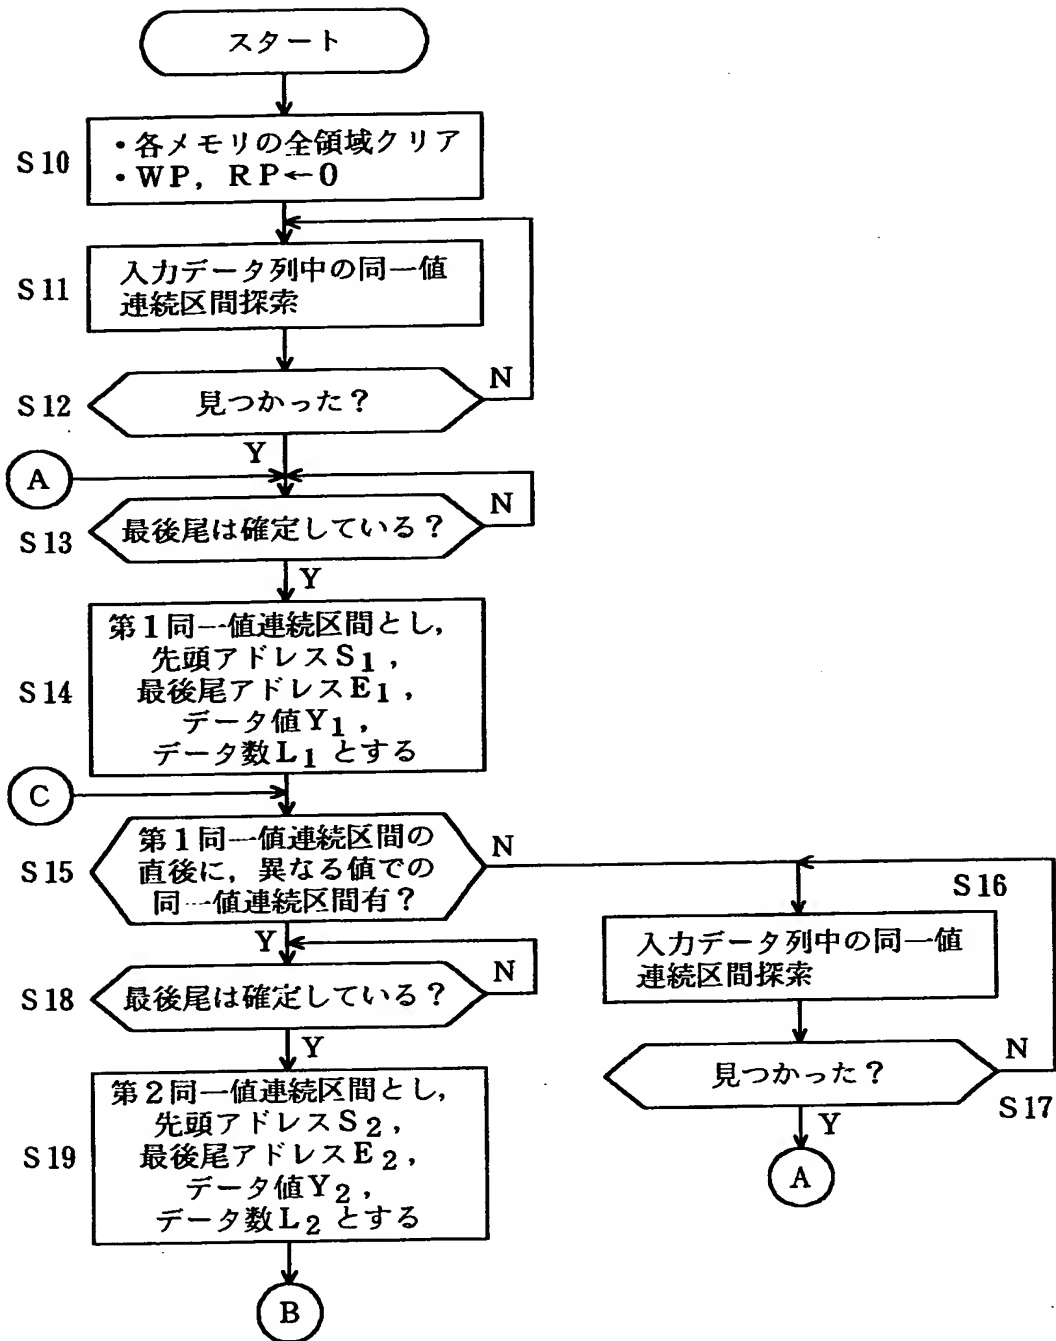 スタート
S10
・各メモリの全領域クリア
・WP, RP←0
S11
入力データ列中の同一値
連続区間探索
S12
見つかった?
N
Y
A
S13
最後尾は確定している?
N
Y
S14
第1同一値連続区間とし,
先頭アドレスS1,
最後尾アドレスE1,
データ値Y1,
データ数L1とする
C
S15
第1同一値連続区間の
直後に, 異なる値での
同一値連続区間有?
N
Y
S16
入力データ列中の同一値
連続区間探索
見つかった?
N
S17
Y
A
S18
最後尾は確定している?
N
Y
S19
第2同一値連続区間とし,
先頭アドレスS2,
最後尾アドレスE2,
データ値Y2,
データ数L2とする
B